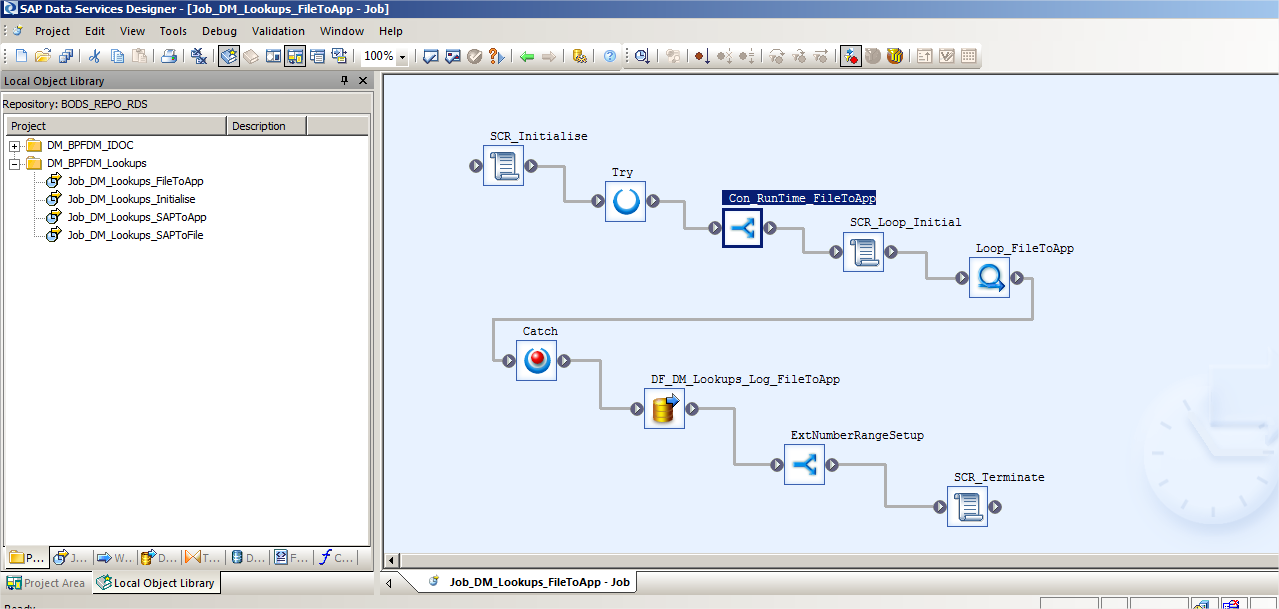 SAP Data Services Designer - [Job_DM_Lookups_FileToApp - Job]
Project Edit View Tools Debug Validation Window Help
100%
Local Object Library
Repository: BODS_REPO_RDS
Project Description
DM_BPFDM_IDOC
DM_BPFDM_Lookups
Job_DM_Lookups_FileToApp
Job_DM_Lookups_Initialise
Job_DM_Lookups_SAPToApp
Job_DM_Lookups_SAPToFile
SCR_Initialise
Try
Con_RunTime_FileToApp
SCR_Loop_Initial
Loop_FileToApp
Catch
DF_DM_Lookups_Log_FileToApp
ExtNumberRangeSetup
SCR_Terminate
P... J... W... D... T... D... F... C...
Project Area Local Object Library
Job_DM_Lookups_FileToApp - Job
Ready